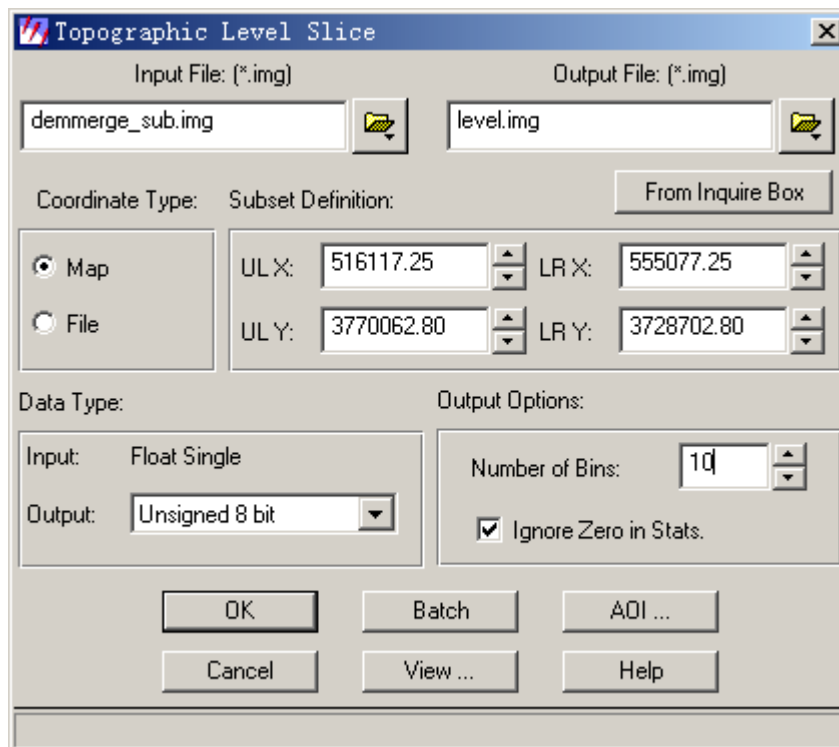 Topographic Level Slice
Input File: (*.img)
Output File: (*.img)
demmerge_sub.img
level.img
From Inquire Box
Coordinate Type:
Subset Definition:
Map
File
UL X:
516117.25
LR X:
555077.25
UL Y:
3770062.80
LR Y:
3728702.80
Data Type:
Output Options:
Input:
Float Single
Output:
Unsigned 8 bit
Number of Bins:
10
Ignore Zero in Stats.
OK
Batch
AOI ...
Cancel
View ...
Help